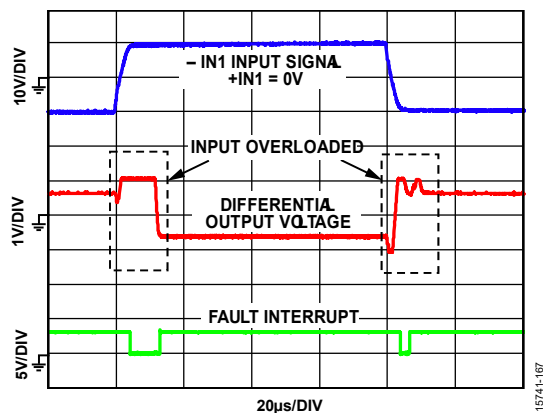 10V/DIV
– IN1 INPUT SIGNAL
+IN1 = 0V
INPUT OVERLOADED
1V/DIV
DIFFERENTIAL
OUTPUT VOLTAGE
FAULT INTERRUPT
5V/DIV
20µs/DIV
15741-167